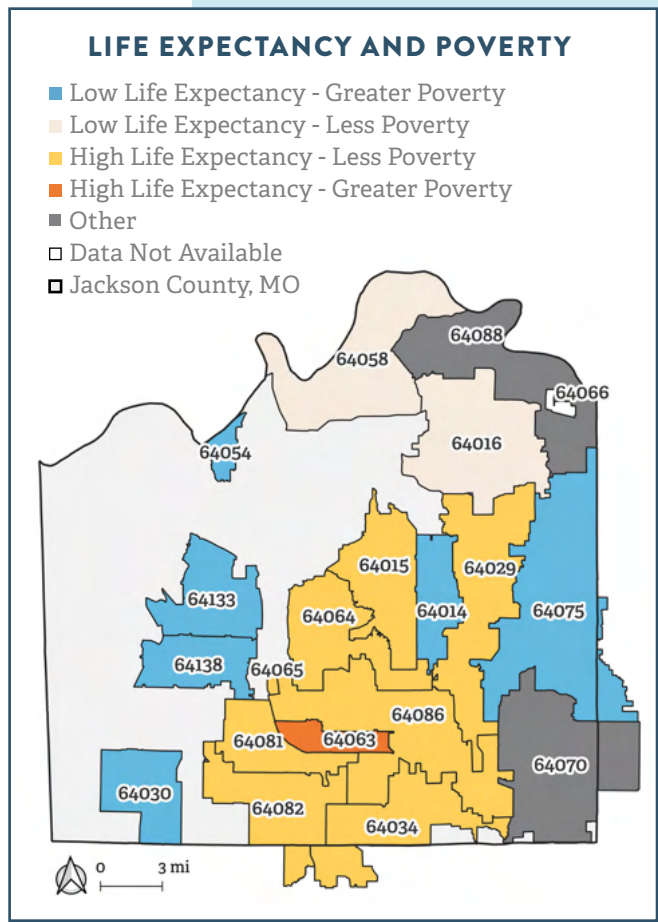 LIFE EXPECTANCY AND POVERTY
Low Life Expectancy - Greater Poverty
Low Life Expectancy - Less Poverty
High Life Expectancy - Less Poverty
High Life Expectancy - Greater Poverty
Other
Data Not Available
Jackson County, MO
64088
64058
64066
64016
64054
64015
64029
64133
64064
64014
64075
64138
64065
64086
64081
64063
64070
64030
64082
64034
0 3 mi